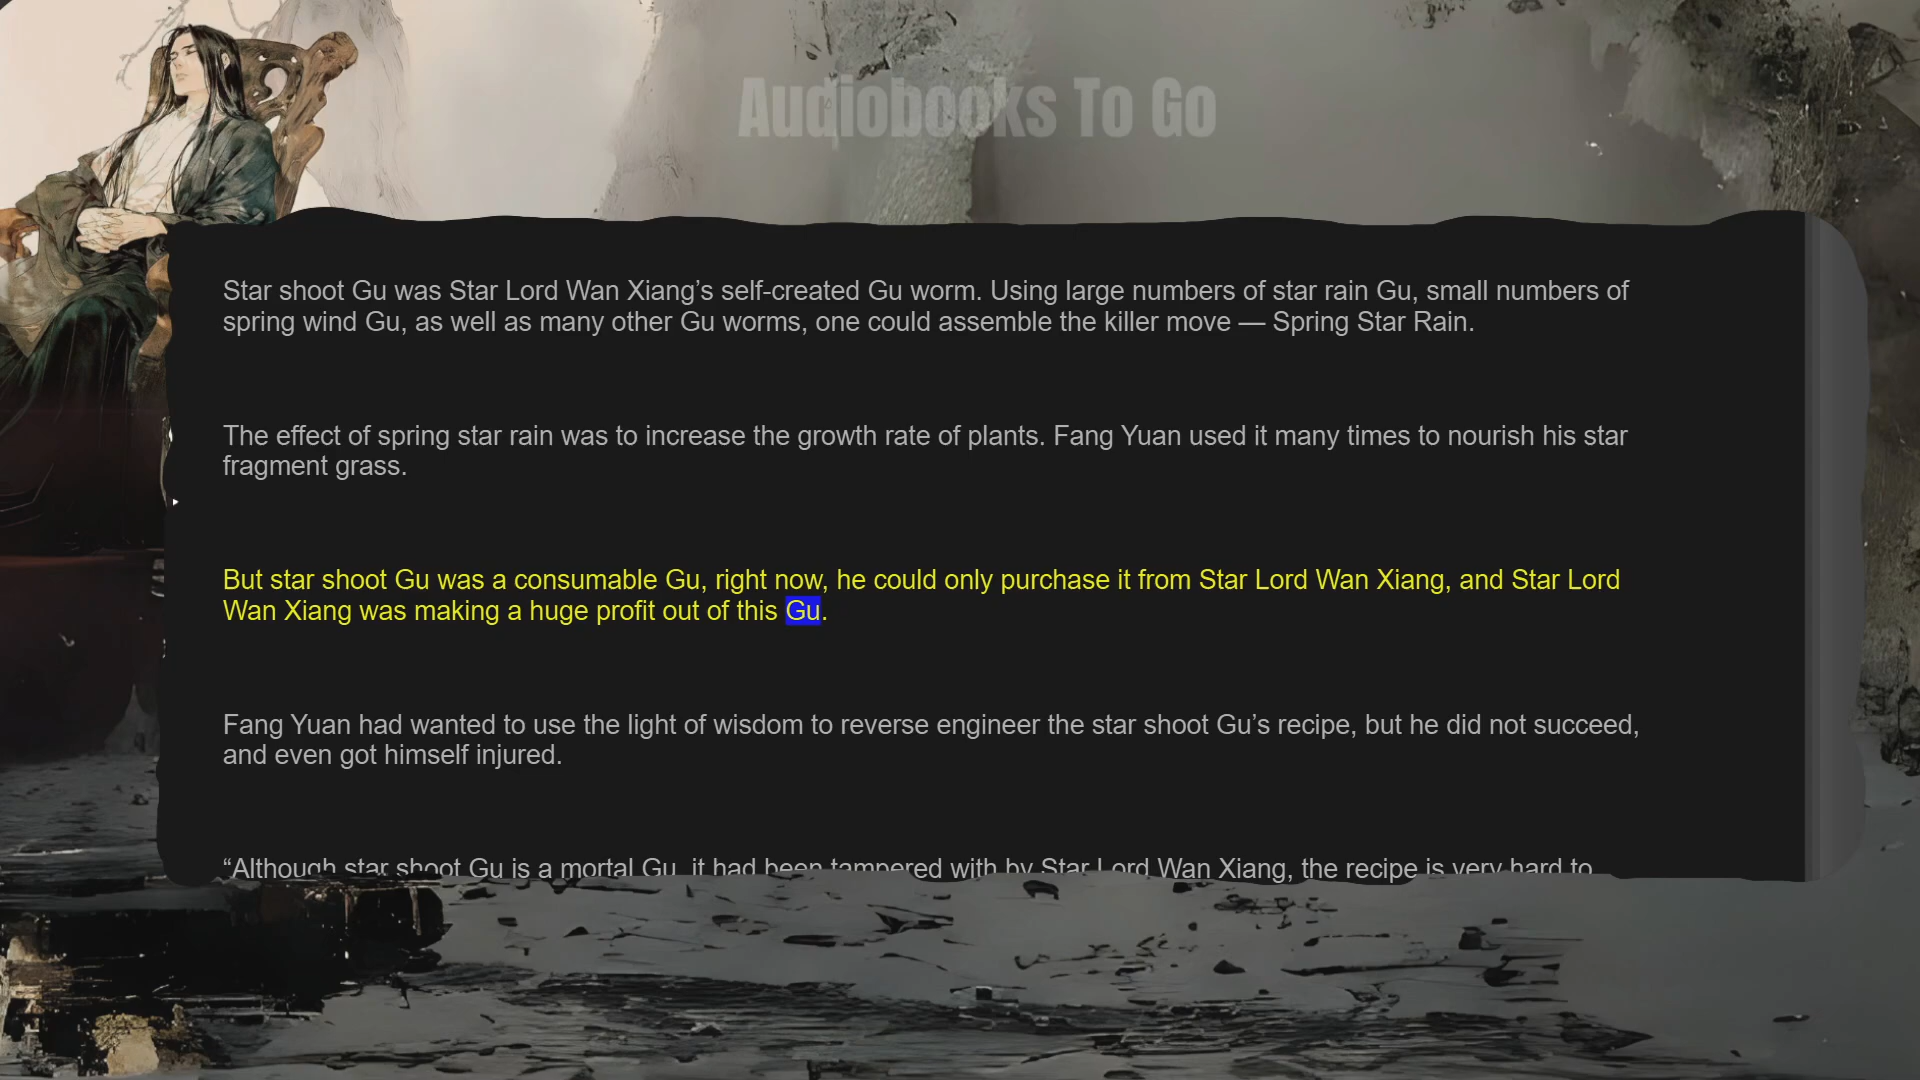 Audiobooks To Go
Star shoot Gu was Star Lord Wan Xiang’s self-created Gu worm. Using large numbers of star rain Gu, small numbers of
spring wind Gu, as well as many other Gu worms, one could assemble the killer move — Spring Star Rain.
The effect of spring star rain was to increase the growth rate of plants. Fang Yuan used it many times to nourish his star
fragment grass.
But star shoot Gu was a consumable Gu, right now, he could only purchase it from Star Lord Wan Xiang, and Star Lord
Wan Xiang was making a huge profit out of this Gu.
Fang Yuan had wanted to use the light of wisdom to reverse engineer the star shoot Gu’s recipe, but he did not succeed,
and even got himself injured.
“Although star shoot Gu is a mortal Gu, it had been tampered with by Star Lord Wan Xiang, the recipe is very hard to